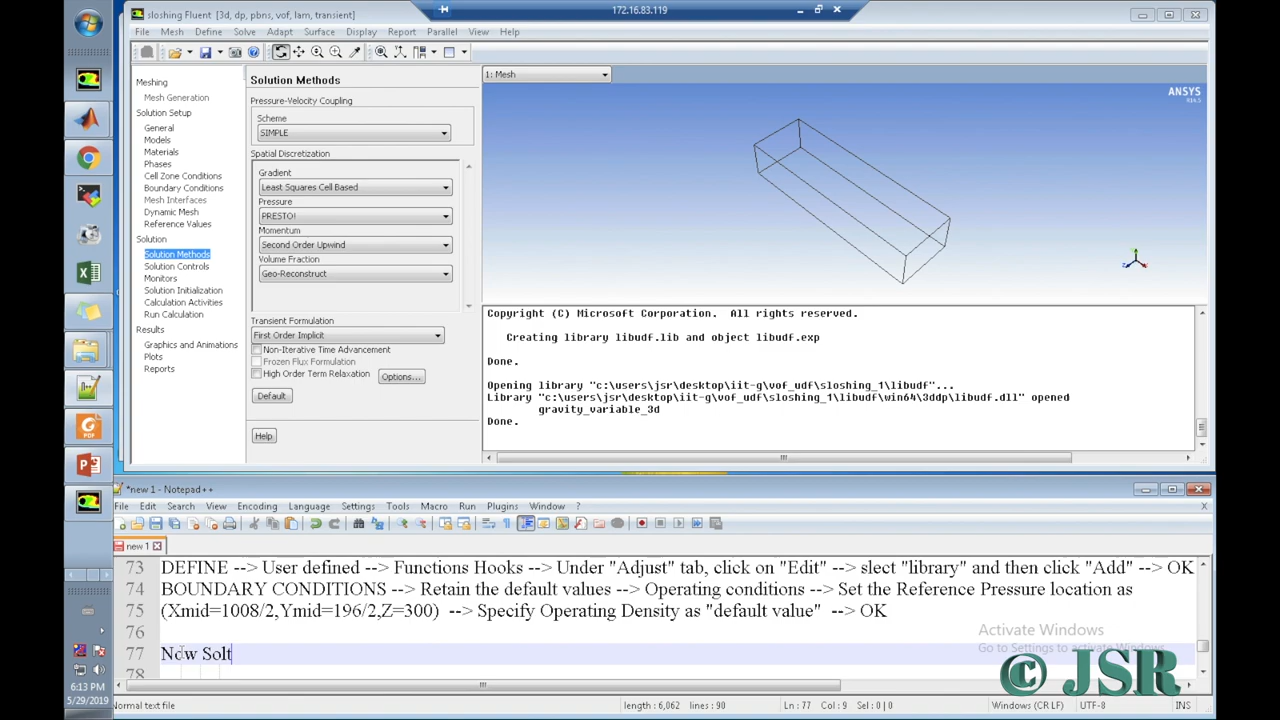 172.16.83.119
sloshing Fluent [3d, dp, pbns, vof, lam, transient]
File Mesh Define Solve Adapt Surface Display Report Parallel View Help
Meshing
Mesh Generation
Solution Setup
General
Models
Materials
Phases
Cell Zone Conditions
Boundary Conditions
Mesh Interfaces
Dynamic Mesh
Reference Values
Solution
Solution Methods
Solution Controls
Monitors
Solution Initialization
Calculation Activities
Run Calculation
Results
Graphics and Animations
Plots
Reports
Solution Methods
Pressure-Velocity Coupling
Scheme
SIMPLE
Spatial Discretization
Gradient
Least Squares Cell Based
Pressure
PRESTO!
Momentum
Second Order Upwind
Volume Fraction
Geo-Reconstruct
Transient Formulation
First Order Implicit
Non-Iterative Time Advancement
Frozen Flux Formulation
High Order Term Relaxation
Options...
Default
Help
1: Mesh
ANSYS
R14.5
Copyright (C) Microsoft Corporation. All rights reserved.
Creating library libudf.lib and object libudf.exp
Done.
Opening library "c:\users\jsr\desktop\iit-g\vof_udf\sloshing_1\libudf"...
Library "c:\users\jsr\desktop\iit-g\vof_udf\sloshing_1\libudf\win64\3ddp\libudf.dll" opened
gravity_variable_3d
Done.
*new 1 - Notepad++
File Edit Search View Encoding Language Settings Tools Macro Run Plugins Window ?
X
new 1
73 DEFINE --> User defined --> Functions Hooks --> Under "Adjust" tab, click on "Edit" --> slect "library" and then click "Add" --> OK
74 BOUNDARY CONDITIONS --> Retain the default values --> Operating conditions --> Set the Reference Pressure location as
75 (Xmid=1008/2,Ymid=196/2,Z=300) --> Specify Operating Density as "default value" --> OK
76
77 Now Solt
78
Activate Windows
Go to Settings to activate Windows.
© JSR
PDF
6:13 PM
5/29/2019
Normal text file length : 6,062 lines : 90 Ln : 77 Col : 9 Sel : 0 | 0 Windows (CR LF) UTF-8 INS